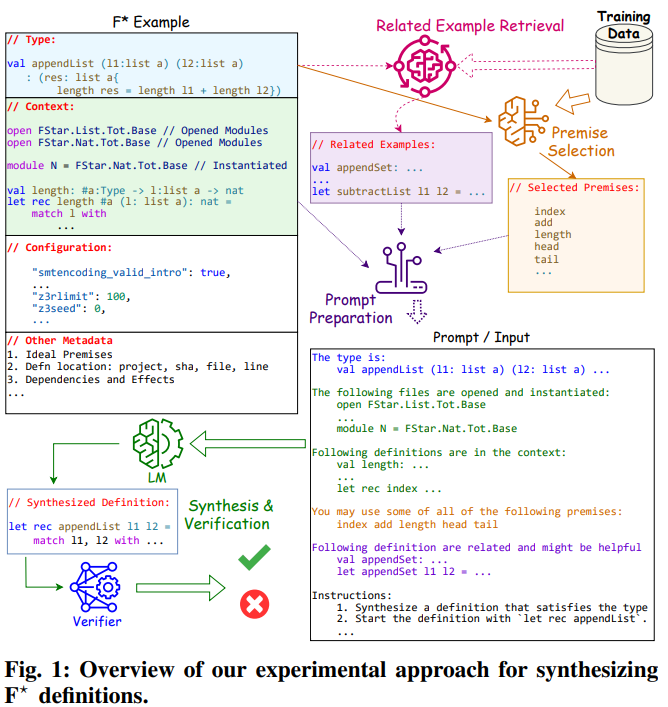 F* Example
// Type:
val appendList (l1:list a) (l2:list a)
: (res: list a{
length res = length l1 + length l2})
// Context:
open FStar.List.Tot.Base // Opened Modules
open FStar.Nat.Tot.Base // Opened Modules
module N = FStar.Nat.Tot.Base // Instantiated
val length: #a:Type -> l:list a -> nat
let rec length #a (l: list a): nat =
match l with
...
// Configuration:
"smtencoding_valid_intro": true,
...
"z3rlimit": 100,
"z3seed": 0,
...
// Other Metadata
1. Ideal Premises
2. Defn location: project, sha, file, line
3. Dependencies and Effects
...
Related Example Retrieval
Training
Data
// Related Examples:
val appendSet: ...
...
let subtractList l1 l2 = ...
Premise
Selection
// Selected Premises:
index
add
length
head
tail
...
Prompt
Preparation
Prompt / Input
The type is:
val appendList (l1: list a) (l2: list a) ...
The following files are opened and instantiated:
open FStar.List.Tot.Base
...
module N = FStar.Nat.Tot.Base
Following definitions are in the context:
val length: ...
...
let rec index ...
You may use some of all of the following premises:
index add length head tail
Following definition are related and might be helpful
val appendSet: ...
let appendSet l1 l2 = ...
Instructions:
1. Synthesize a definition that satisfies the type
2. Start the definition with `let rec appendList`.
...
LM
// Synthesized Definition:
let rec appendList l1 l2 =
match l1, l2 with ...
Synthesis &
Verification
Verifier
Fig. 1: Overview of our experimental approach for synthesizing
F⋆ definitions.